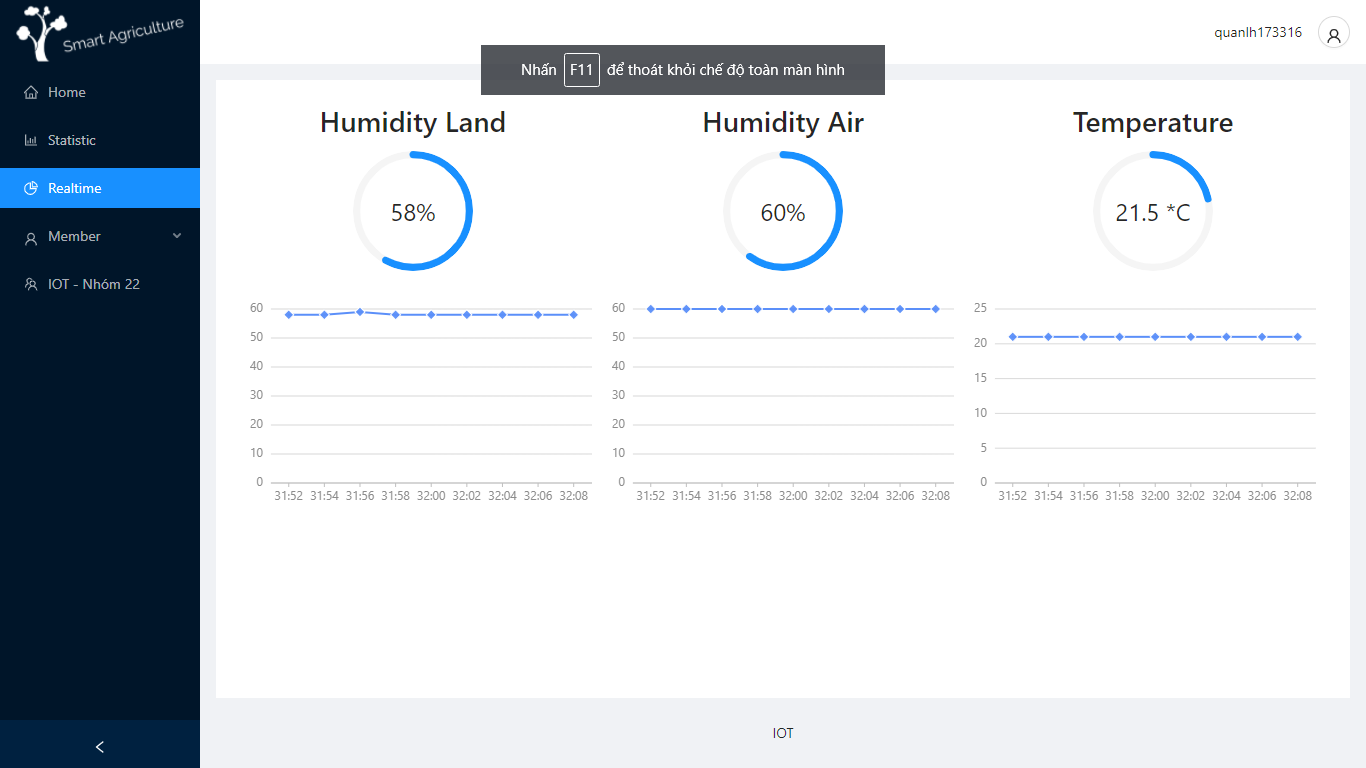 Smart Agriculture
Home
Statistic
Realtime
Member
IOT - Nhóm 22
quanlh173316
Nhấn F11 để thoát khỏi chế độ toàn màn hình
Humidity Land
58%
60
50
40
30
20
10
0
31:52 31:54 31:56 31:58 32:00 32:02 32:04 32:06 32:08
Humidity Air
60%
60
50
40
30
20
10
0
31:52 31:54 31:56 31:58 32:00 32:02 32:04 32:06 32:08
Temperature
21.5 *C
25
20
15
10
5
0
31:52 31:54 31:56 31:58 32:00 32:02 32:04 32:06 32:08
IOT